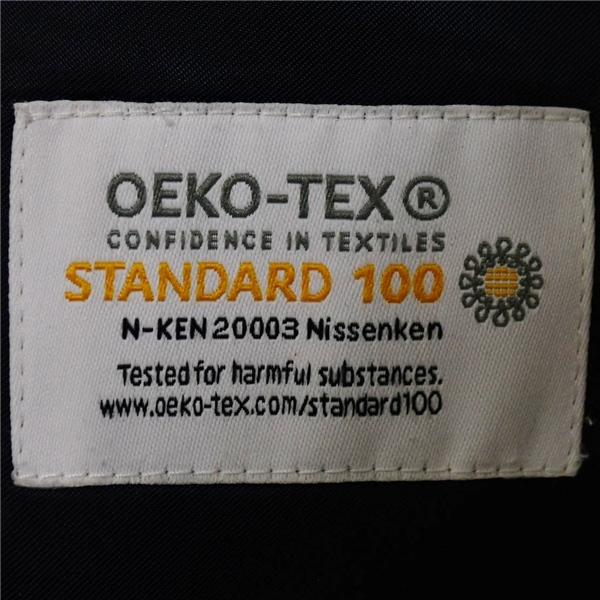 OEKO-TEX®
CONFIDENCE IN TEXTILES
STANDARD 100
N-KEN 20003 Nissenken
Tested for harmful substances.
www.oeko-tex.com/standard100